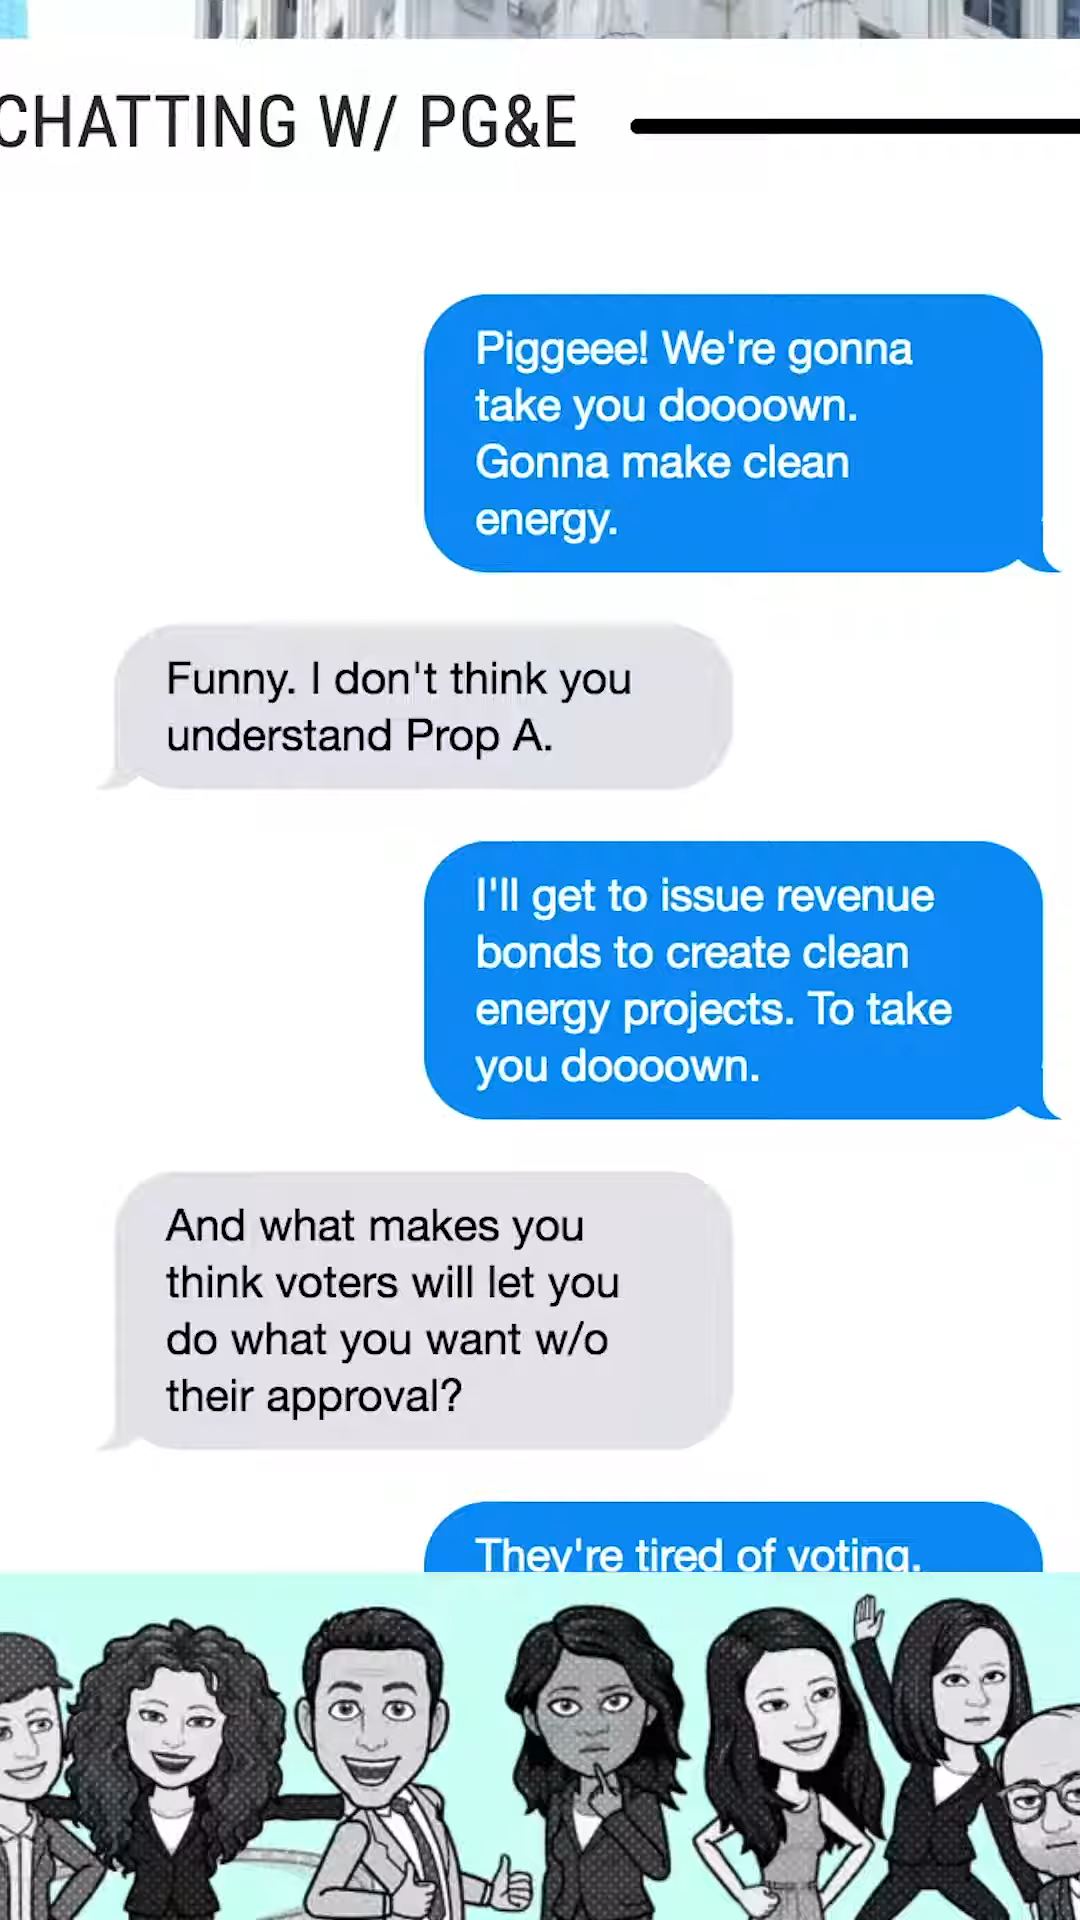 CHATTING W/ PG&E
Piggeee! We're gonna
take you doooown.
Gonna make clean
energy.
Funny. I don't think you
understand Prop A.
I'll get to issue revenue
bonds to create clean
energy projects. To take
you doooown.
And what makes you
think voters will let you
do what you want w/o
their approval?
They're tired of voting.